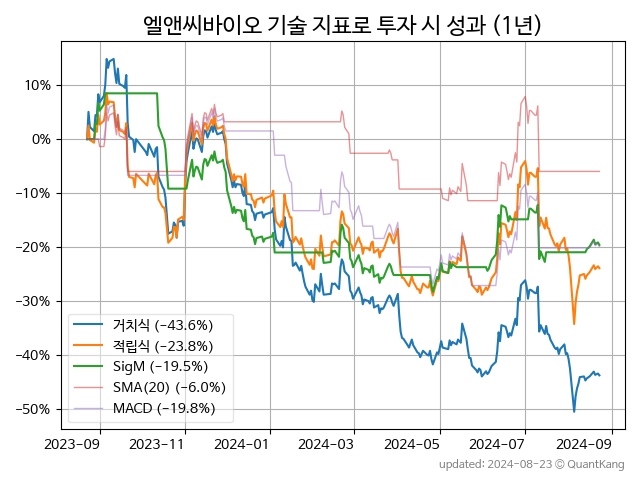 엘앤씨바이오 기술 지표로 투자 시 성과 (1년)
10%
0%
−10%
−20%
−30%
−40%
−50%
거치식 (−43.6%)
적립식 (−23.8%)
SigM (−19.5%)
SMA(20) (−6.0%)
MACD (−19.8%)
2023-09 2023-11 2024-01 2024-03 2024-05 2024-07 2024-09
updated: 2024-08-23 ⓒ QuantKang